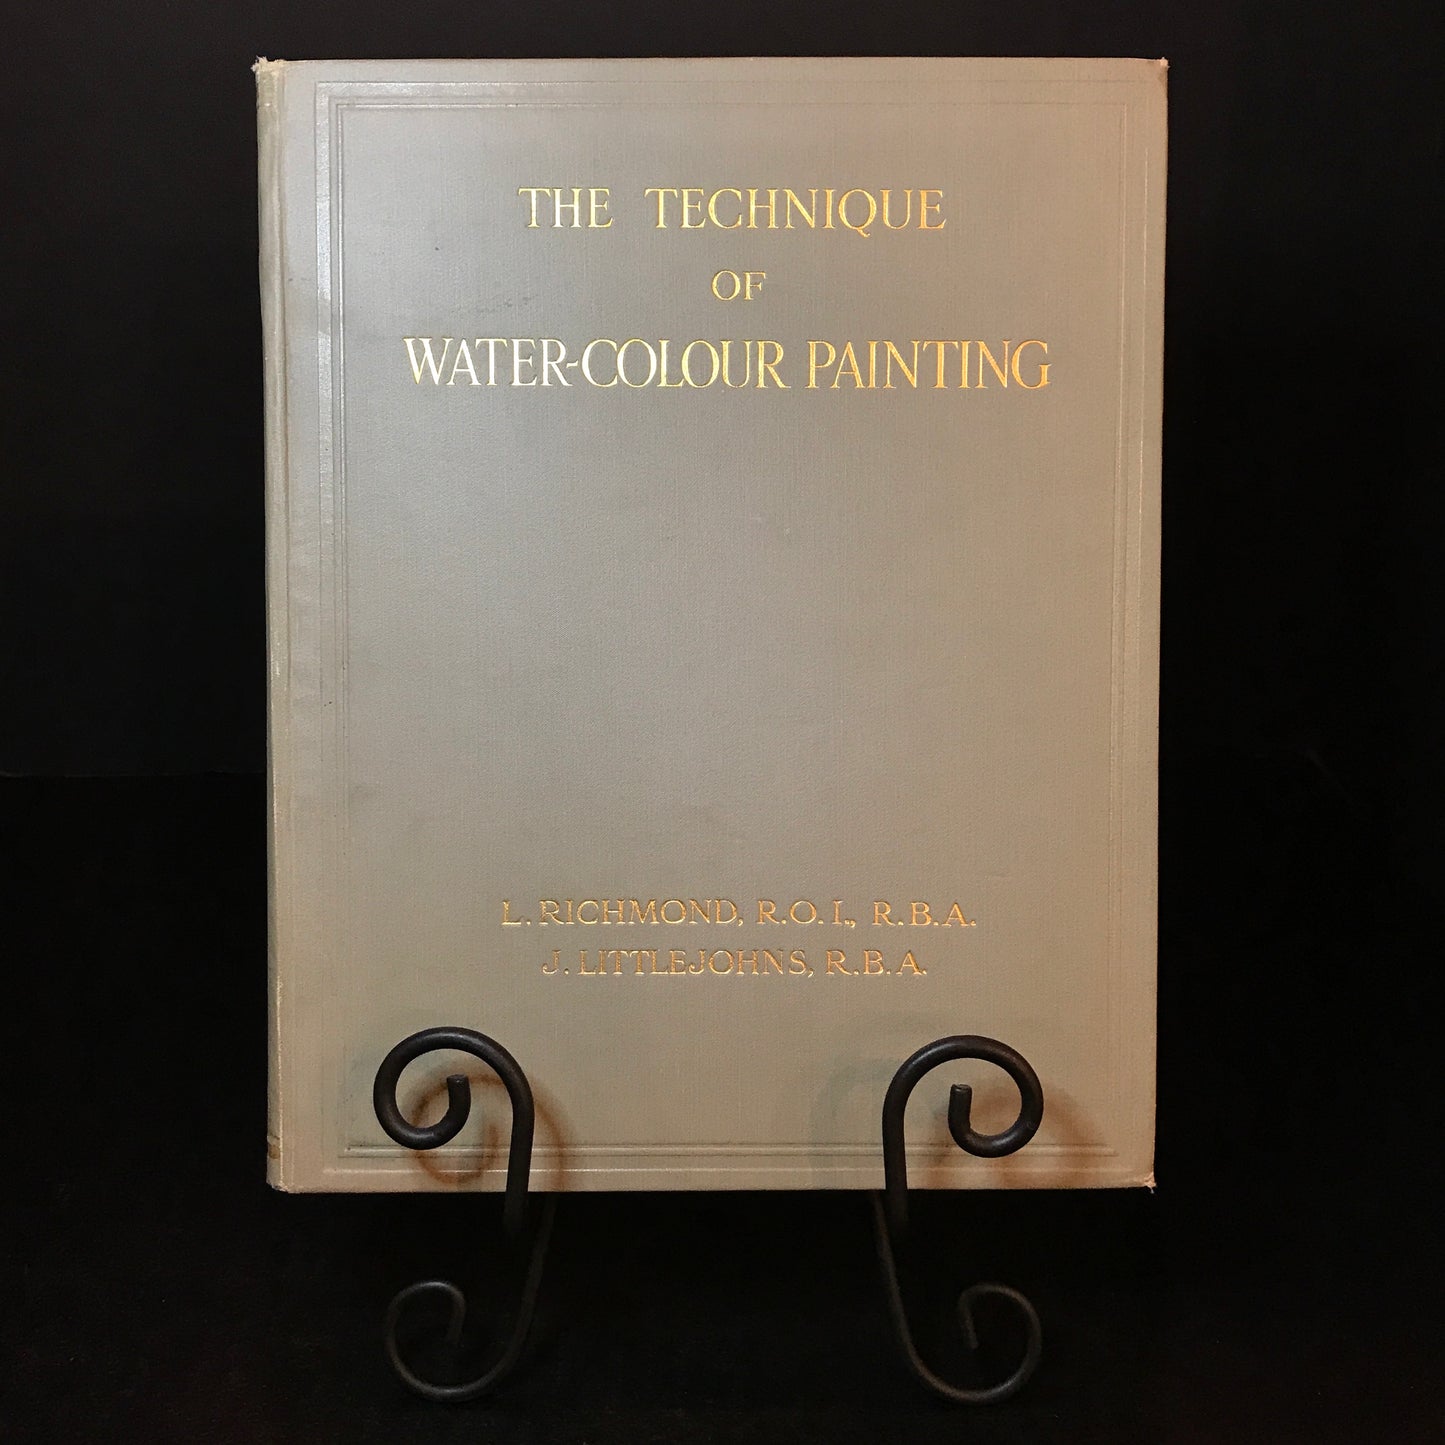 THE TECHNIQUE
OF
WATER-COLOUR PAINTING
L. RICHMOND, R.O.I., R.B.A.
J. LITTLEJOHNS, R.B.A.